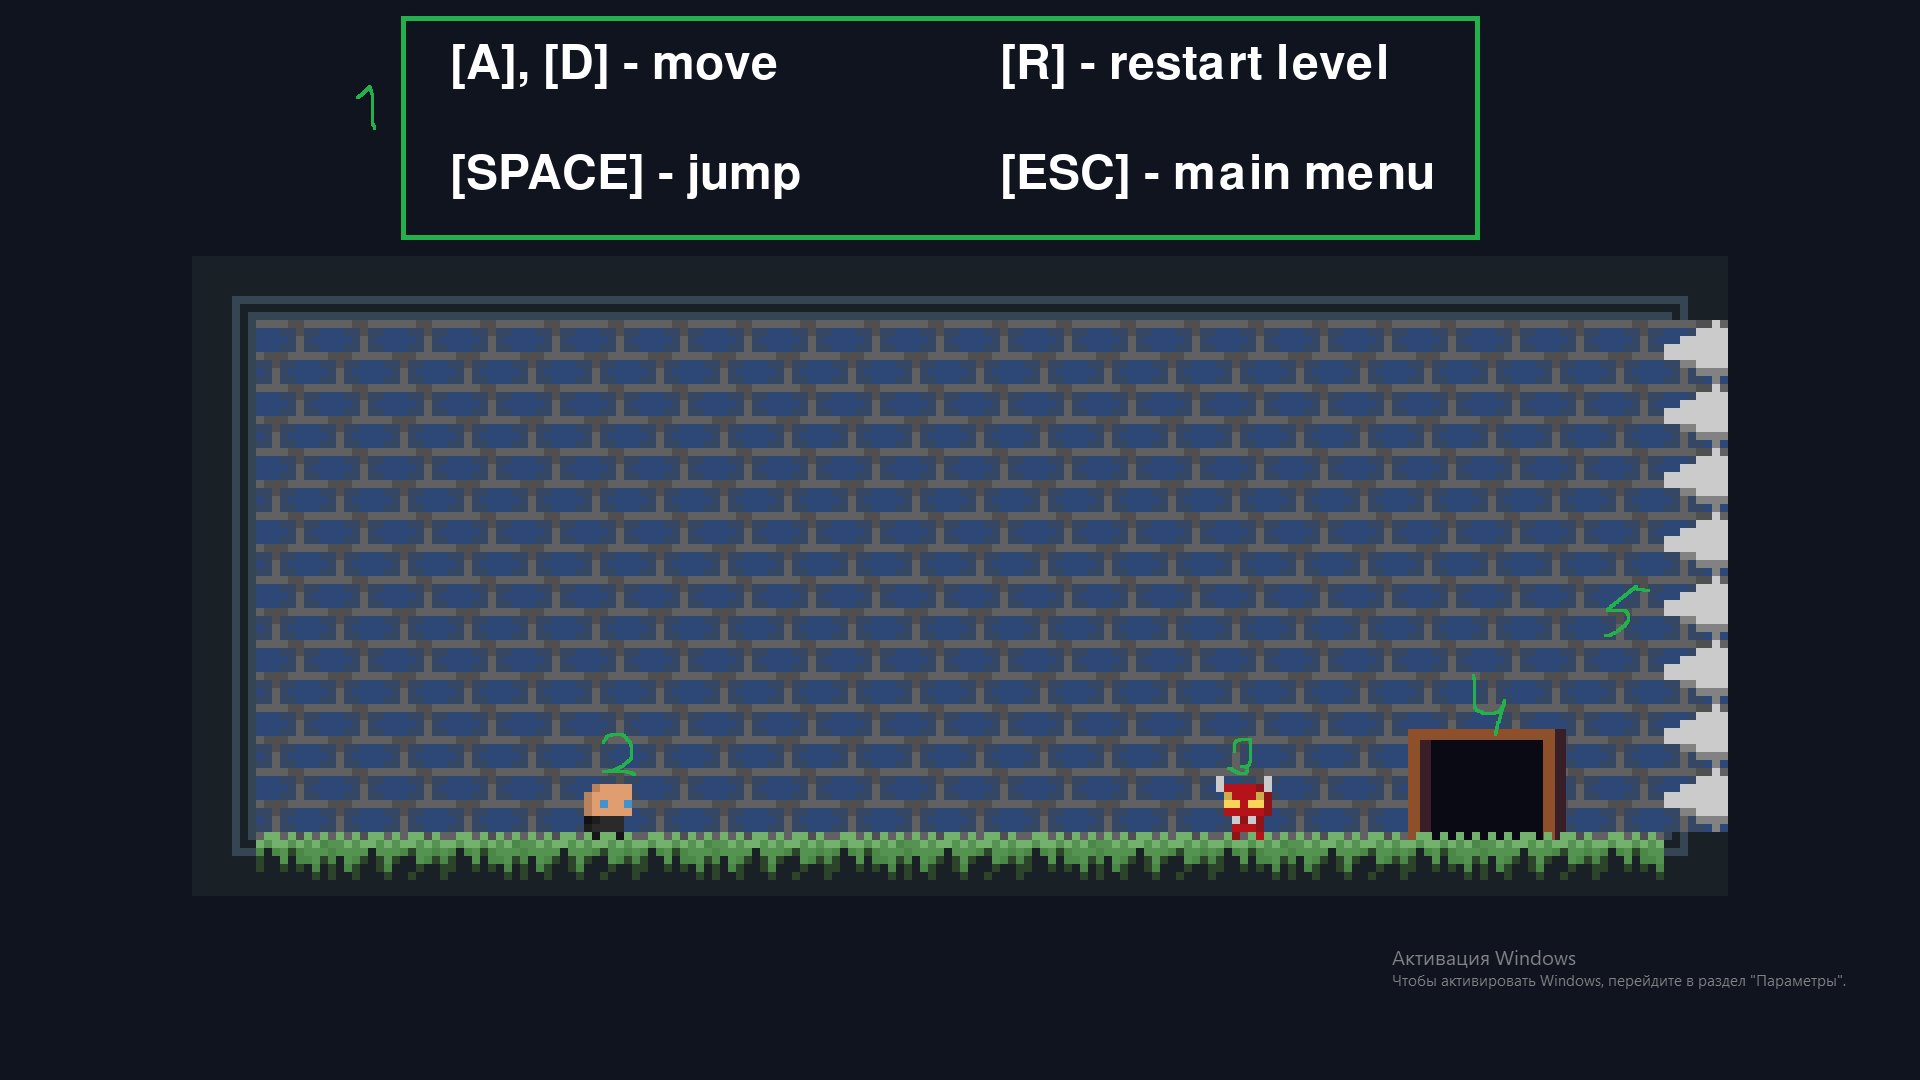 [A], [D] - move [R] - restart level
1
[SPACE] - jump [ESC] - main menu
5
4
2
Активация Windows
Чтобы активировать Windows, перейдите в раздел "Параметры".